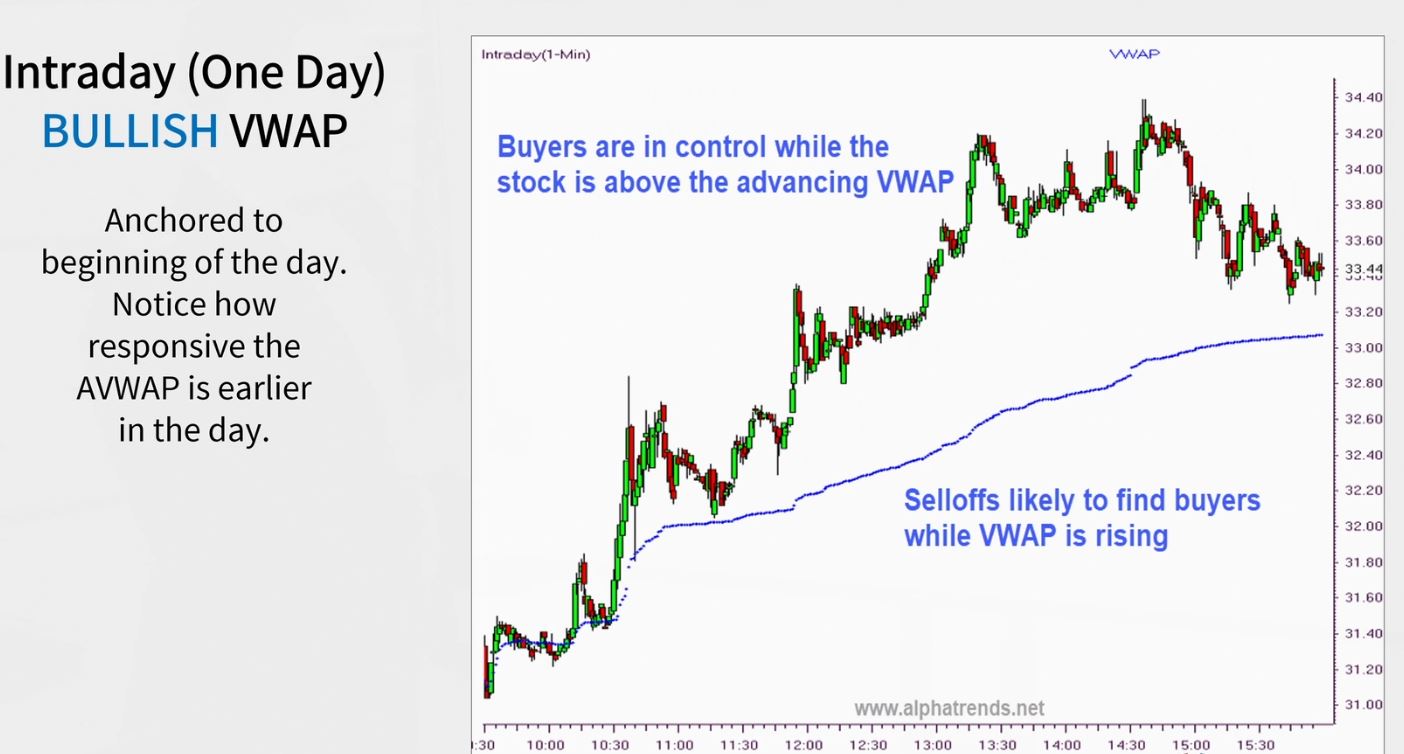 Intraday (One Day)
BULLISH VWAP
Anchored to
beginning of the day.
Notice how
responsive the
AVWAP is earlier
in the day.
Intraday(1-Min)
VWAP
Buyers are in control while the
stock is above the advancing VWAP
Selloffs likely to find buyers
while VWAP is rising
www.alphatrends.net
34.40
34.20
34.00
33.80
33.60
33.44
33.40
33.20
33.00
32.80
32.60
32.40
32.20
32.00
31.80
31.60
31.40
31.20
31.00
:30 10:00 10:30 11:00 11:30 12:00 12:30 13:00 13:30 14:00 14:30 15:00 15:30